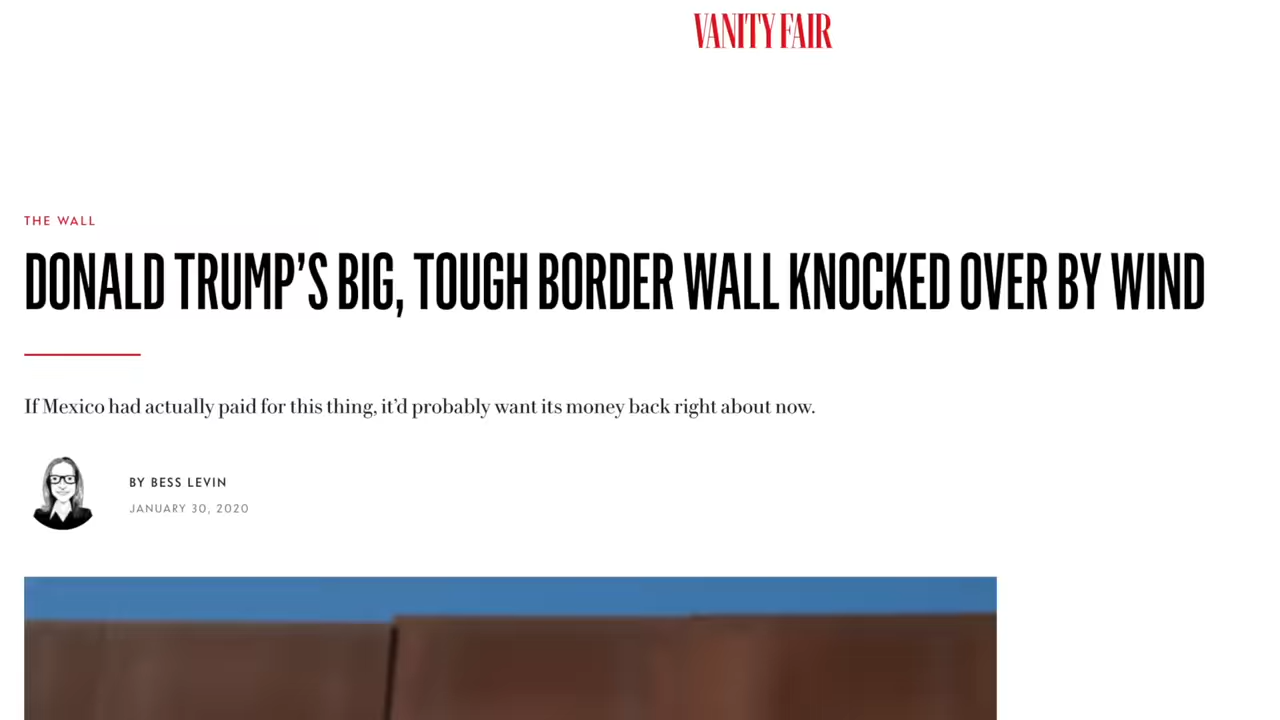 VANITY FAIR
THE WALL
DONALD TRUMP’S BIG, TOUGH BORDER WALL KNOCKED OVER BY WIND
If Mexico had actually paid for this thing, it’d probably want its money back right about now.
BY BESS LEVIN
JANUARY 30, 2020